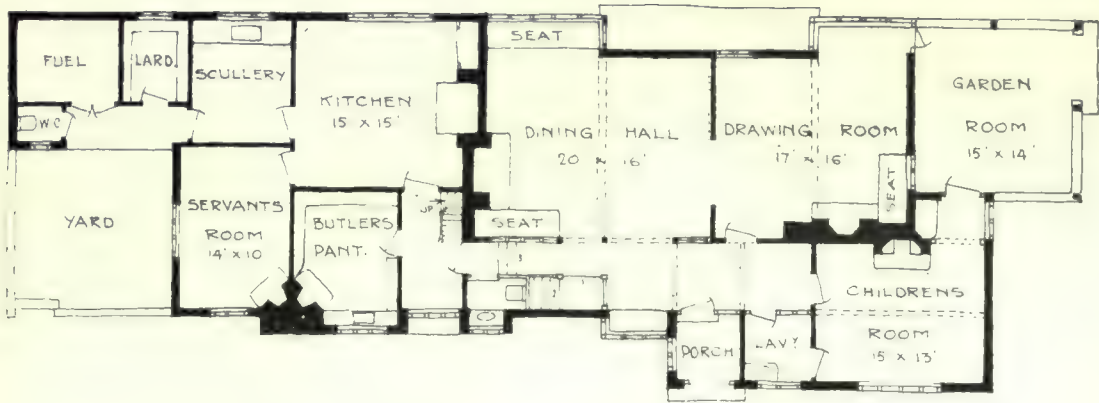 FUEL
LARD.
SCULLERY
W.C
KITCHEN
15' X 15'
YARD
SERVANTS
ROOM
14' X 10
BUTLERS
PANT.
UP
SEAT
DINING HALL
20 x 16'
SEAT
DRAWING ROOM
17' x 16'
SEAT
GARDEN
ROOM
15' X 14'
PORCH
LAVY
CHILDRENS
ROOM
15 X 13'